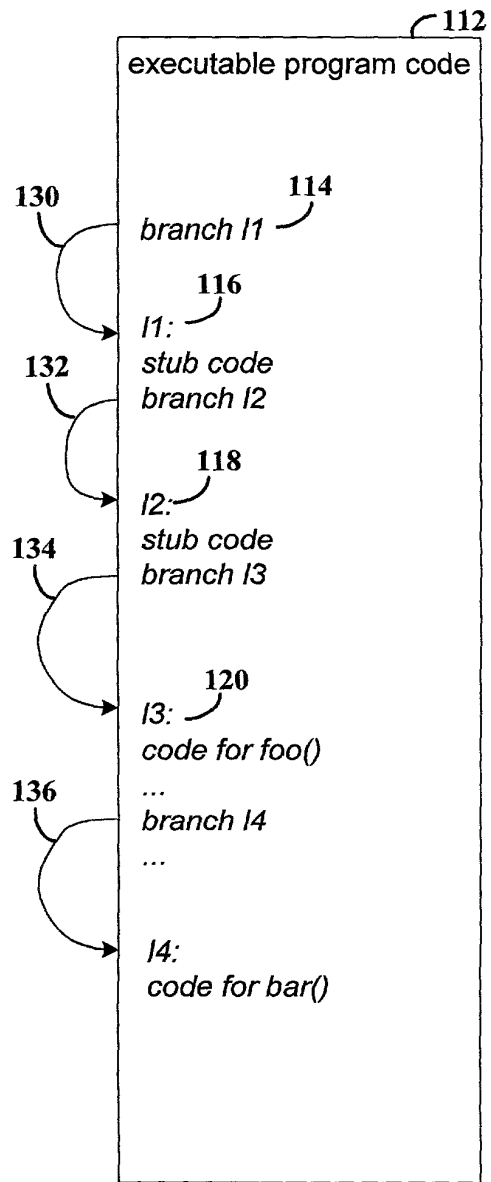 112
executable program code
130
branch l1 114
116
l1:
stub code
132
branch l2
118
l2:
stub code
134
branch l3
120
l3:
code for foo()
...
136
branch l4
...
l4:
code for bar()